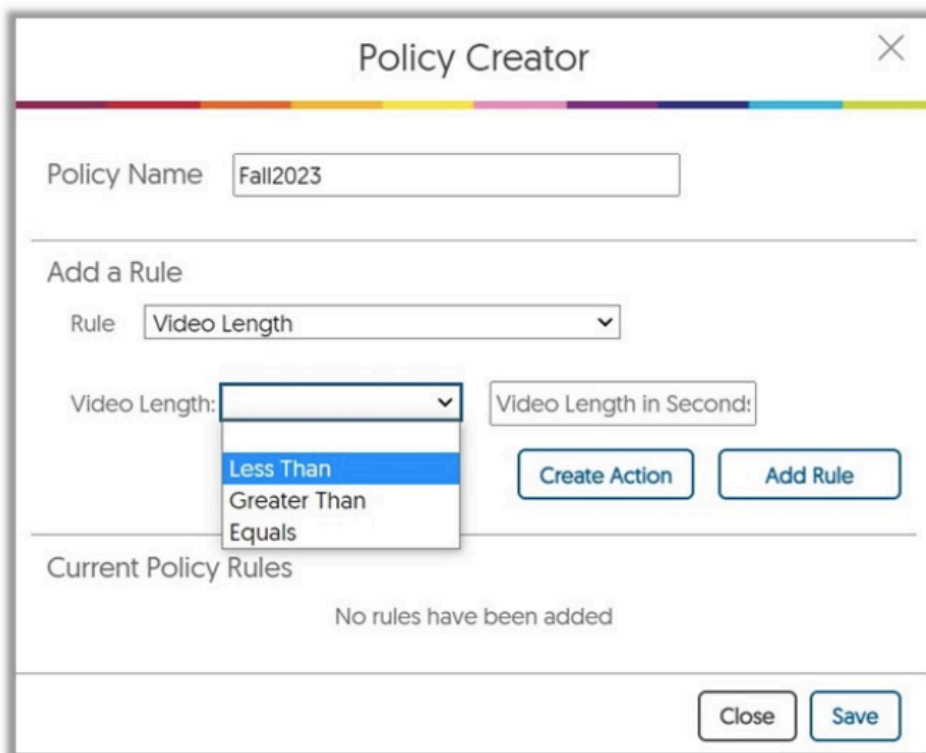 Policy Creator
Policy Name Fall2023
Add a Rule
Rule Video Length
Video Length: Video Length in Second
Less Than
Create Action Add Rule
Greater Than
Equals
Current Policy Rules
No rules have been added
Close Save